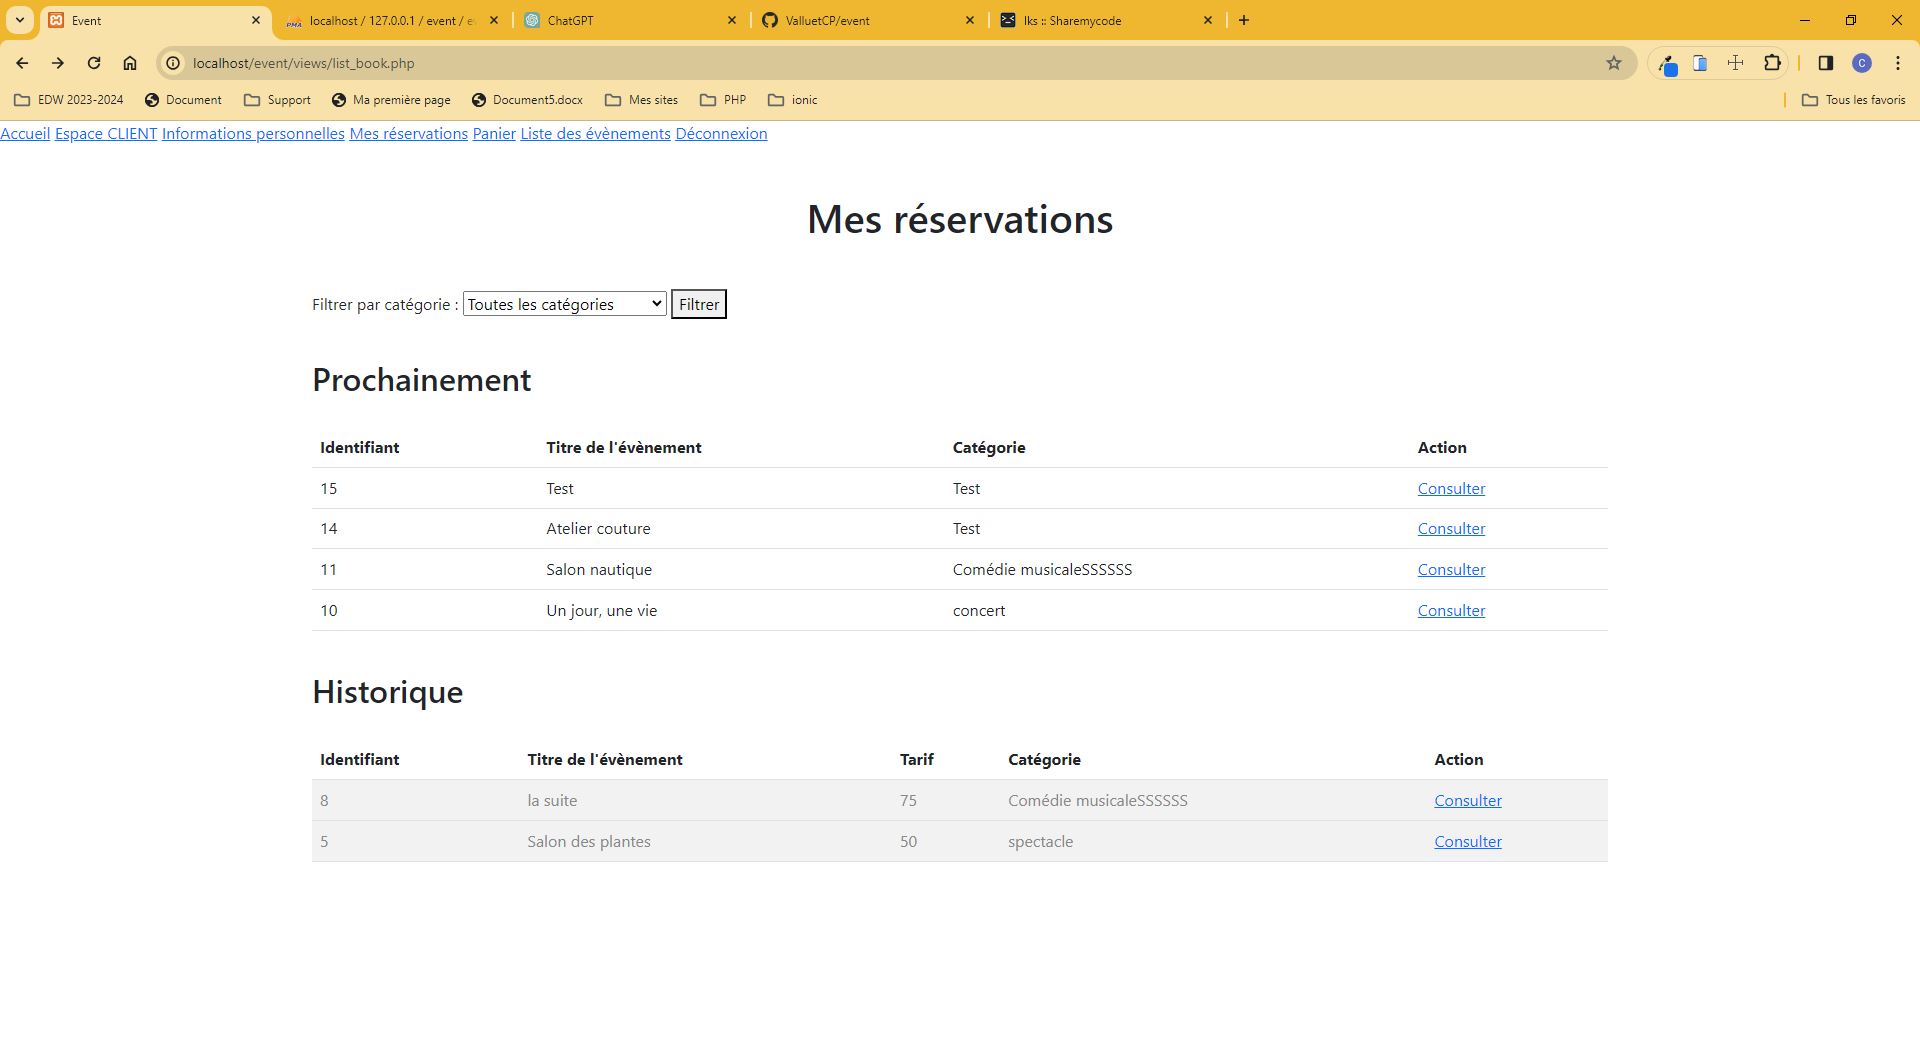 Event
localhost / 127.0.0.1 / event / e
ChatGPT
ValluetCP/event
lks :: Sharemycode
localhost/event/views/list_book.php
C
EDW 2023-2024 Document Support Ma première page Document5.docx Mes sites PHP ionic Tous les favoris
Accueil Espace CLIENT Informations personnelles Mes réservations Panier Liste des évènements Déconnexion
Mes réservations
Filtrer par catégorie : Toutes les catégories Filtrer
Prochainement
Identifiant Titre de l'évènement Catégorie Action
15 Test Test Consulter
14 Atelier couture Test Consulter
11 Salon nautique Comédie musicaleSSSSSS Consulter
10 Un jour, une vie concert Consulter
Historique
Identifiant Titre de l'évènement Tarif Catégorie Action
8 la suite 75 Comédie musicaleSSSSSS Consulter
5 Salon des plantes 50 spectacle Consulter